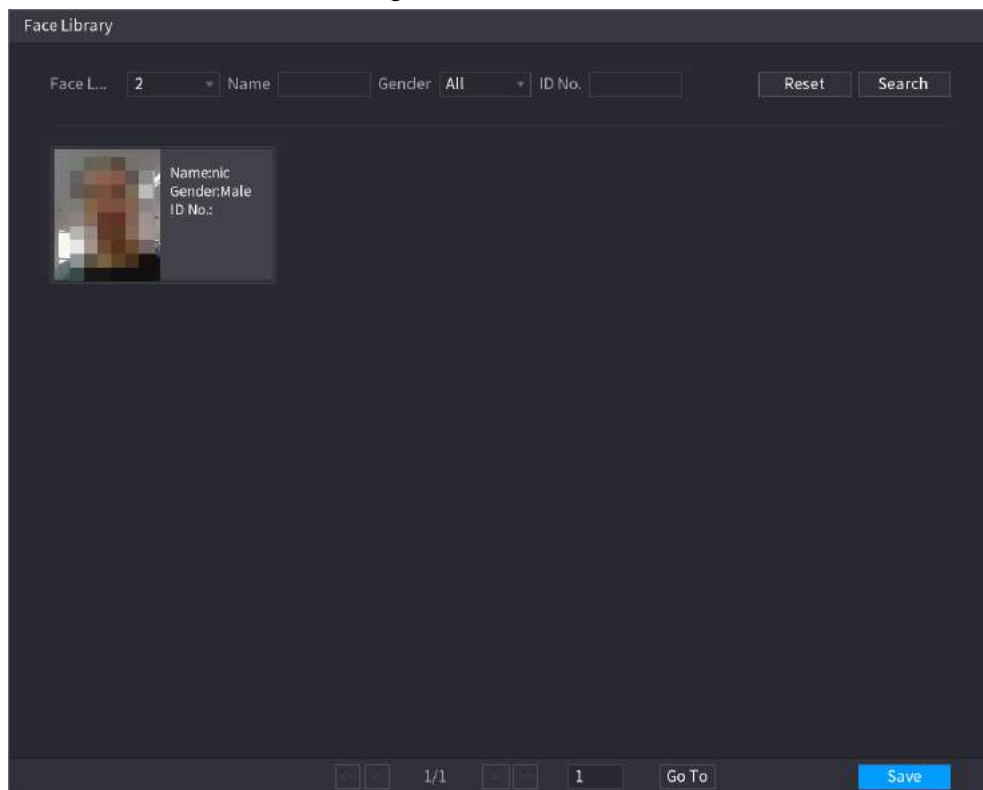 Face Library
Face L... 2 Name Gender All ID No. Reset Search
Name:nic
Gender:Male
ID No.:
<< < 1/1 > >> 1 Go To Save